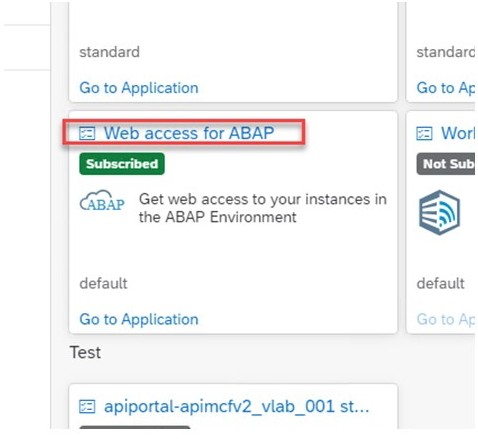 standard
standard
Go to Application
Go to Ap
Web access for ABAP
Work
Subscribed
Not Sub
ABAP
Get web access to your instances in
the ABAP Environment
default
default
Go to Application
Go to Ap
Test
apiportal-apimcfv2_vlab_001 st...